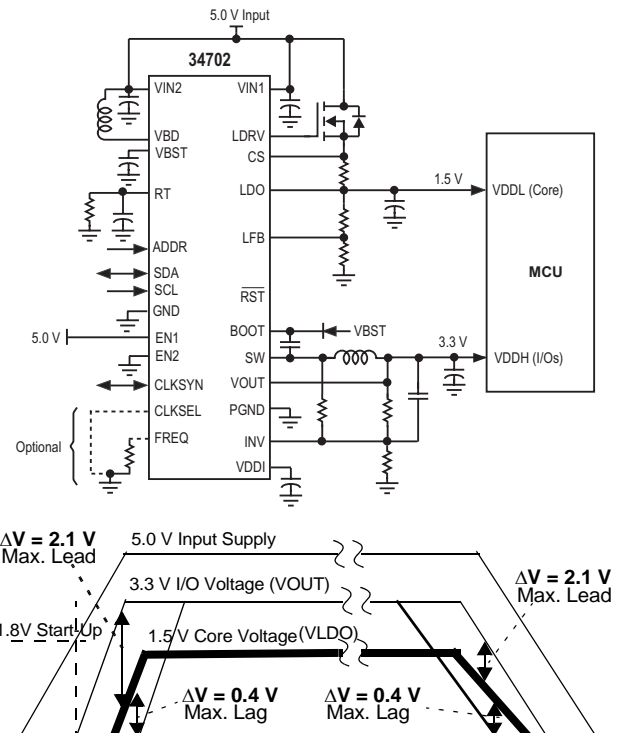 5.0 V Input
34702
VIN2
VIN1
VBD
LDRV
VBST
CS
RT
LDO
1.5 V
VDDL (Core)
LFB
ADDR
SDA
MCU
SCL
RST
GND
BOOT
VBST
5.0 V
EN1
EN2
SW
3.3 V
VDDH (I/Os)
CLKSYN
VOUT
CLKSEL
PGND
Optional
FREQ
INV
VDDI
ΔV = 2.1 V
Max. Lead
5.0 V Input Supply
3.3 V I/O Voltage (VOUT)
ΔV = 2.1 V
Max. Lead
1.8V Start-Up
1.5 V Core Voltage (VLDO)
ΔV = 0.4 V
Max. Lag
ΔV = 0.4 V
Max. Lag